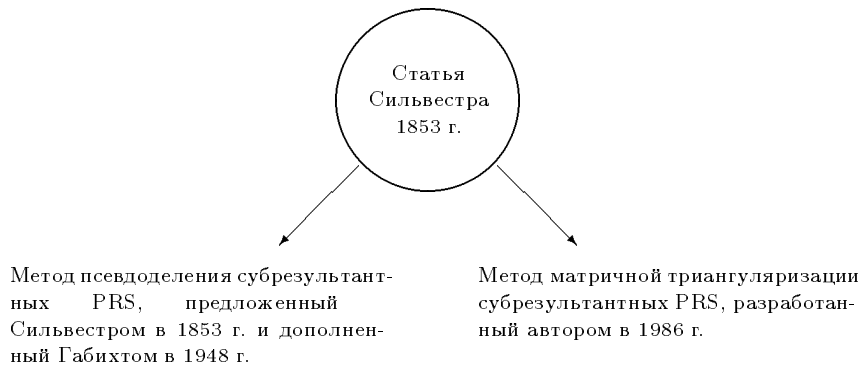 Статья
Сильвестра
1853 г.
Метод псевдоделения субрезультант-
ных PRS, предложенный
Сильвестром в 1853 г. и дополнен-
ный Габихтом в 1948 г.
Метод матричной триангуляризации
субрезультантных PRS, разработан-
ный автором в 1986 г.